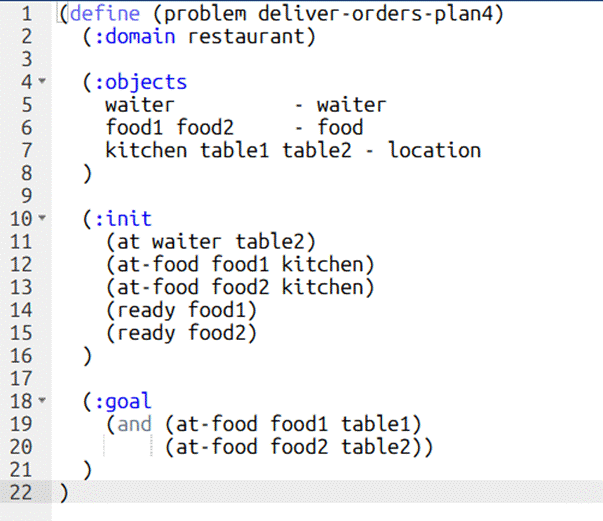 1 (define (problem deliver-orders-plan4)
2   (:domain restaurant)
3
4   (:objects
5     waiter          - waiter
6     food1 food2     - food
7     kitchen table1 table2 - location
8   )
9
10   (:init
11     (at waiter table2)
12     (at-food food1 kitchen)
13     (at-food food2 kitchen)
14     (ready food1)
15     (ready food2)
16   )
17
18   (:goal
19     (and (at-food food1 table1)
20          (at-food food2 table2))
21   )
22 )